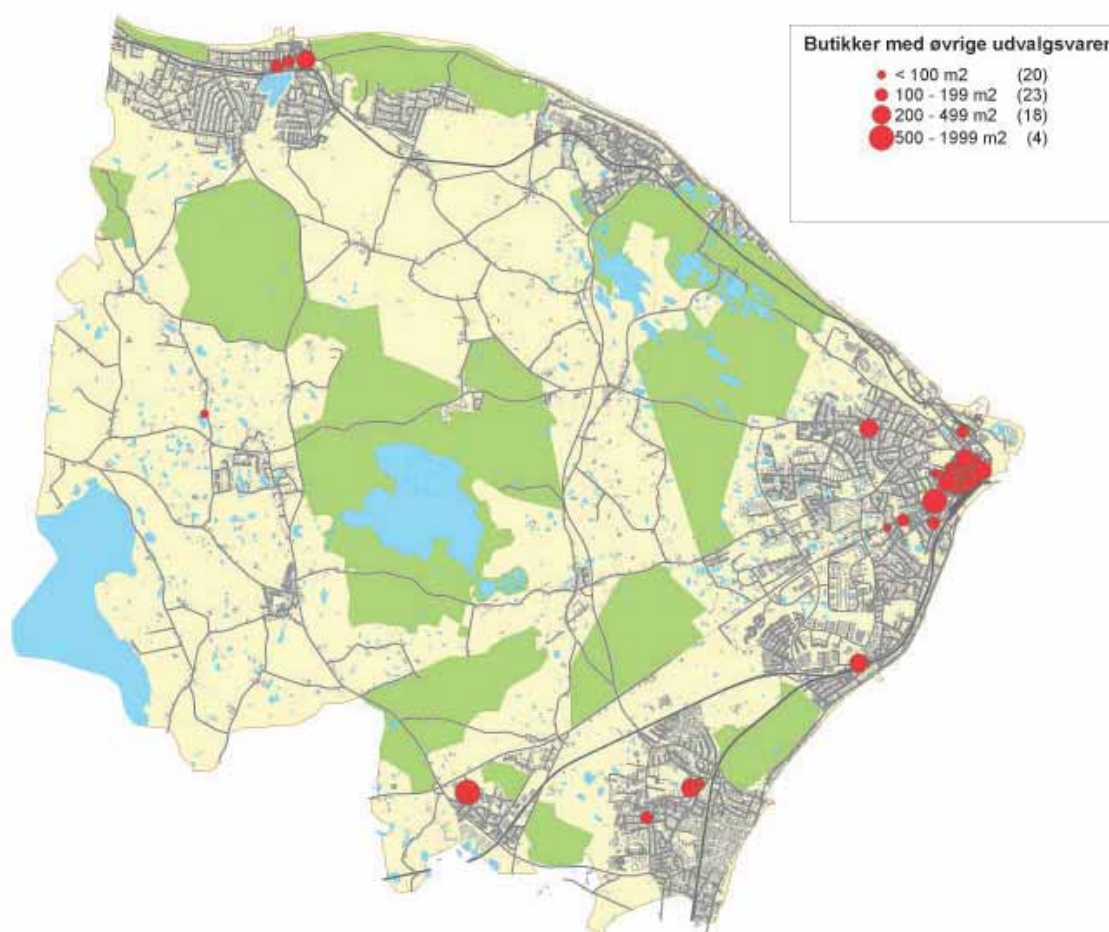 Butikker med øvrige udvalgsvarer
< 100 m2 (20)
100 - 199 m2 (23)
200 - 499 m2 (18)
500 - 1999 m2 (4)